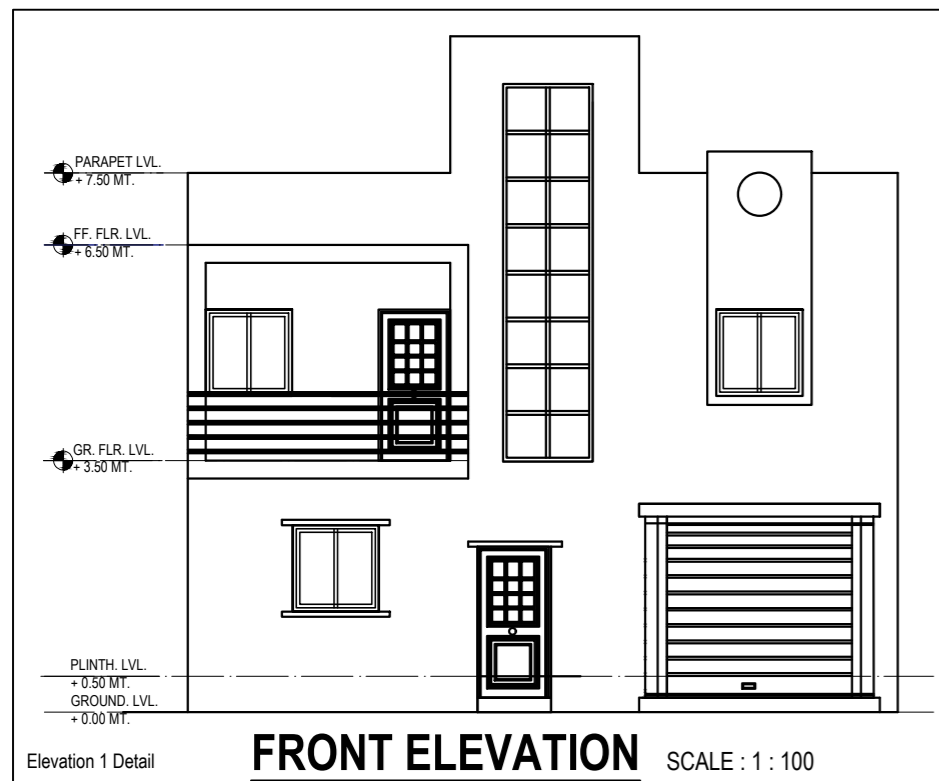 PARAPET LVL.
+ 7.50 MT.
FF. FLR. LVL.
+ 6.50 MT.
GR. FLR. LVL.
+ 3.50 MT.
PLINTH. LVL.
+ 0.50 MT.
GROUND. LVL.
+ 0.00 MT.
Elevation 1 Detail
FRONT ELEVATION
SCALE : 1 : 100